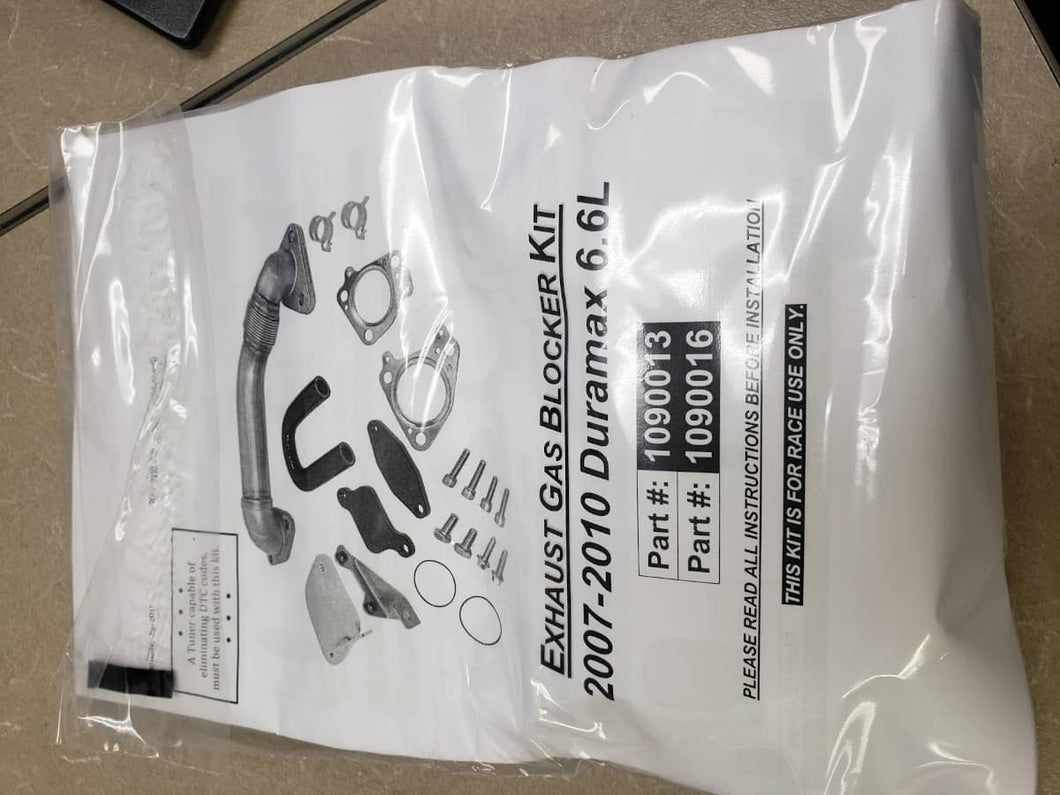 A Tuner capable of
eliminating DTC codes,
must be used with this kit.
EXHAUST GAS BLOCKER KIT
2007-2010 Duramax 6.6L
Part #: 1090013
Part #: 1090016
PLEASE READ ALL INSTRUCTIONS BEFORE INSTALLATION
THIS KIT IS FOR RACE USE ONLY.